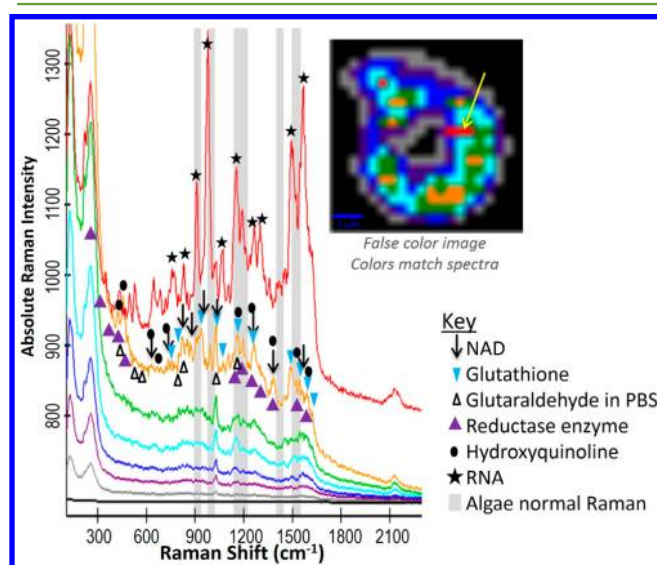 1300
1200
1100
1000
900
800
Absolute Raman Intensity
300
600
900
1200
1500
1800
2100
Raman Shift (cm-1)
False color image
Colors match spectra
Key
NAD
Glutathione
Glutaraldehyde in PBS
Reductase enzyme
Hydroxyquinoline
RNA
Algae normal Raman